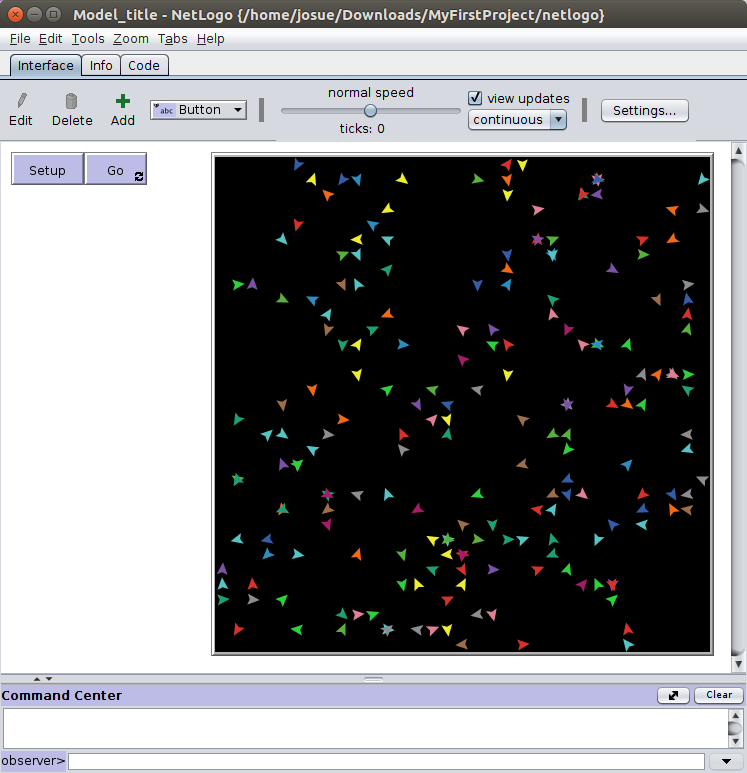 Model_title - NetLogo {/home/josue/Downloads/MyFirstProject/netlogo}
File Edit Tools Zoom Tabs Help
Interface Info Code
normal speed
view updates
Edit Delete Add
abc Button
ticks: 0
continuous
Settings...
Setup Go
Command Center
Clear
observer>